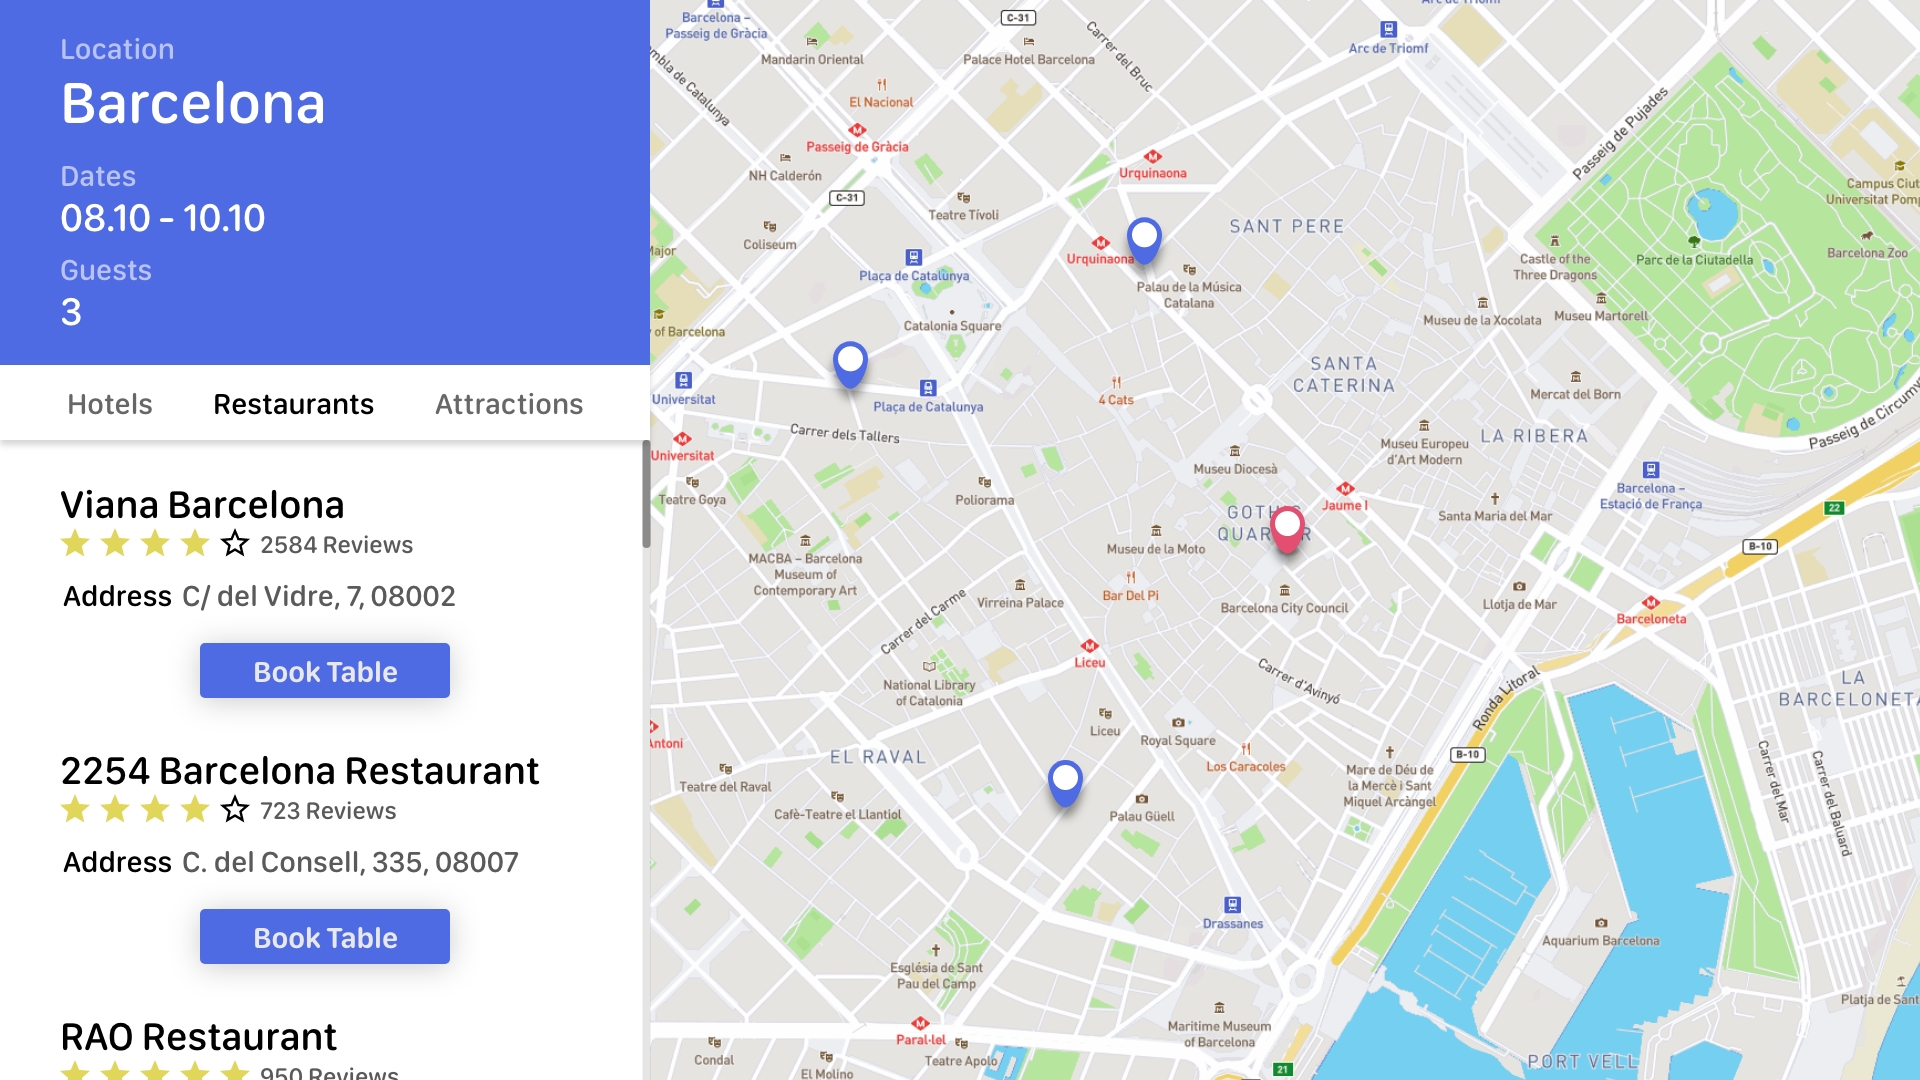 Location
Barcelona
Dates
08.10 - 10.10
Guests
3
Hotels
Restaurants
Attractions
Viana Barcelona
2584 Reviews
Address C/ del Vidre, 7, 08002
Book Table
2254 Barcelona Restaurant
723 Reviews
Address C. del Consell, 335, 08007
Book Table
RAO Restaurant
950 Reviews
Barcelona –
Passeig de Gràcia
C-31
Carrer del Bruc
Arc de Triomf
Mandarin Oriental
Palace Hotel Barcelona
El Nacional
Passeig de Gràcia
Urquinaona
Passeig de Pujades
NH Calderón
C-31
Teatre Tívoli
Campus Ciut
Universitat Pomp
Coliseum
SANT PERE
Urquinaona
Major
Plaça de Catalunya
Palau de la Música
Catalana
Castle of the
Three Dragons
Parc de la Ciutadella
Barcelona Zoo
y of Barcelona
Catalonia Square
Museu de la Xocolata
Museu Martorell
SANTA
CATERINA
Universitat
Plaça de Catalunya
4 Cats
Mercat del Born
Carrer dels Tallers
Museu Europeu
d'Art Modern
LA RIBERA
Passeig de Circumv
Universitat
Museu Diocesà
Teatre Goya
Poliorama
Jaume I
Barcelona –
Estació de França
22
Santa Maria del Mar
B-10
MACBA – Barcelona
Museum of
Contemporary Art
Museu de la Moto
Virreina Palace
Bar Del Pi
Barcelona City Council
Llotja de Mar
Barceloneta
Carrer del Carme
Liceu
National Library
of Catalonia
Carrer d'Avinyó
Ronda Litoral
LA
BARCELONETA
Antoni
Liceu
Royal Square
B-10
EL RAVAL
Los Caracoles
Mare de Déu de
la Mercè i Sant
Miquel Arcàngel
Carrer del Mar
Carrer del Baluard
Teatre del Raval
Cafè-Teatre el Llantiol
Palau Güell
Drassanes
Aquarium Barcelona
Església de Sant
Pau del Camp
Platja de Sant
Maritime Museum
of Barcelona
Paral·lel
Condal
Teatre Apolo
El Molino
21
PORT VELL